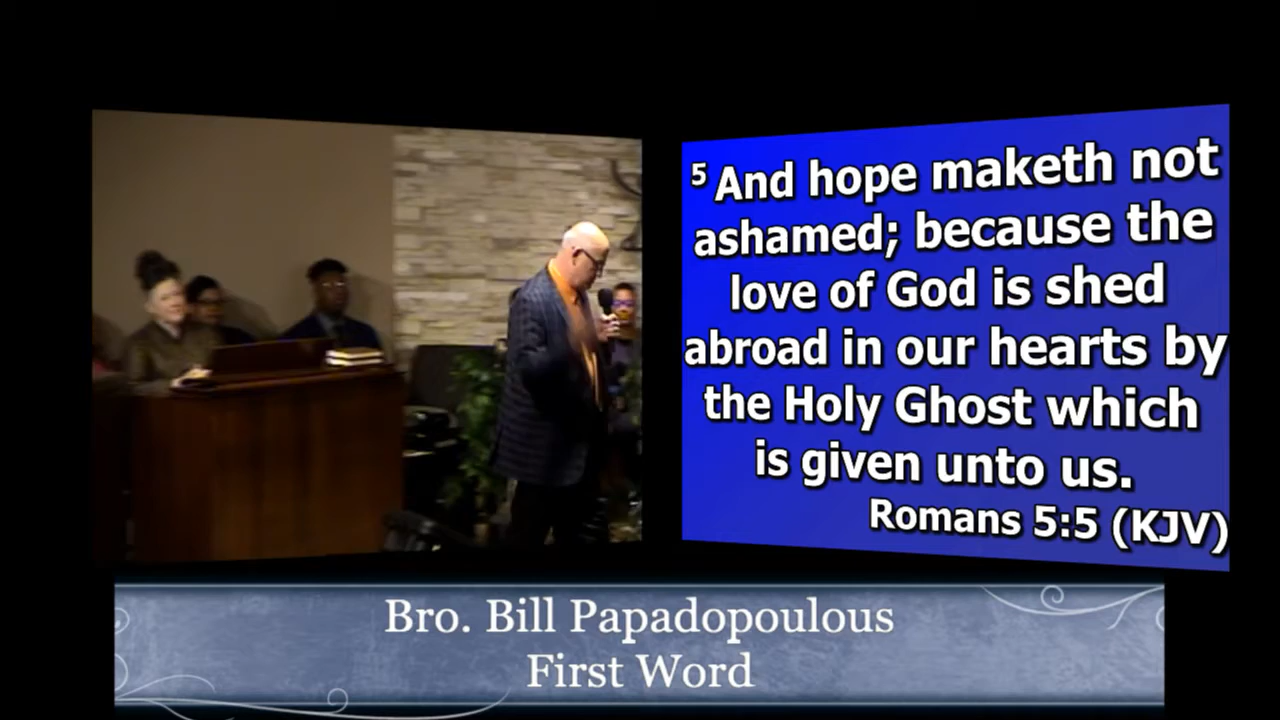 5 And hope maketh not
ashamed; because the
love of God is shed
abroad in our hearts by
the Holy Ghost which
is given unto us.
Romans 5:5 (KJV)
Bro. Bill Papadopoulous
First Word